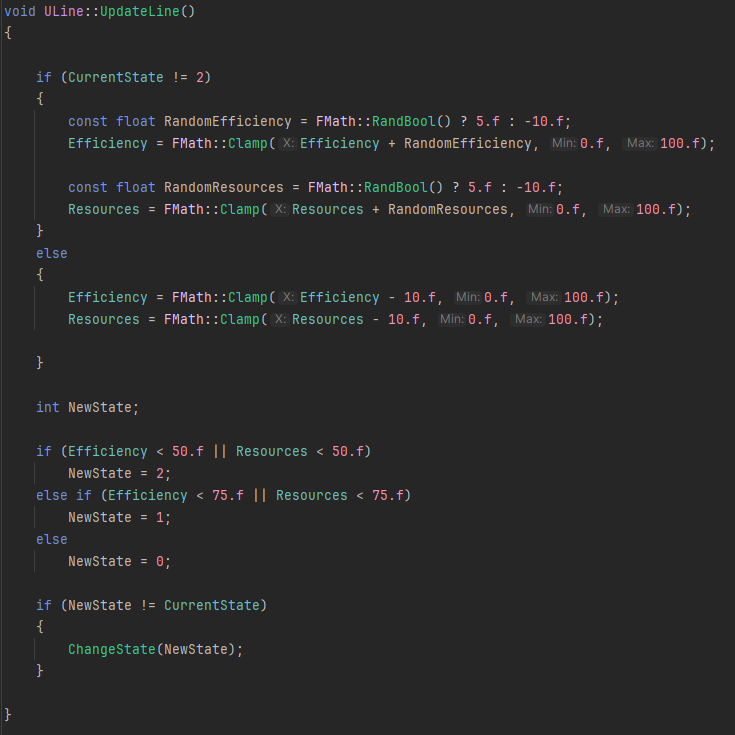 void ULine::UpdateLine()
{
if (CurrentState != 2)
{
const float RandomEfficiency = FMath::RandBool() ? 5.f : -10.f;
Efficiency = FMath::Clamp( X: Efficiency + RandomEfficiency, Min: 0.f, Max: 100.f);
const float RandomResources = FMath::RandBool() ? 5.f : -10.f;
Resources = FMath::Clamp( X: Resources + RandomResources, Min: 0.f, Max: 100.f);
}
else
{
Efficiency = FMath::Clamp( X: Efficiency - 10.f, Min: 0.f, Max: 100.f);
Resources = FMath::Clamp( X: Resources - 10.f, Min: 0.f, Max: 100.f);
}
int NewState;
if (Efficiency < 50.f || Resources < 50.f)
NewState = 2;
else if (Efficiency < 75.f || Resources < 75.f)
NewState = 1;
else
NewState = 0;
if (NewState != CurrentState)
{
ChangeState(NewState);
}
}